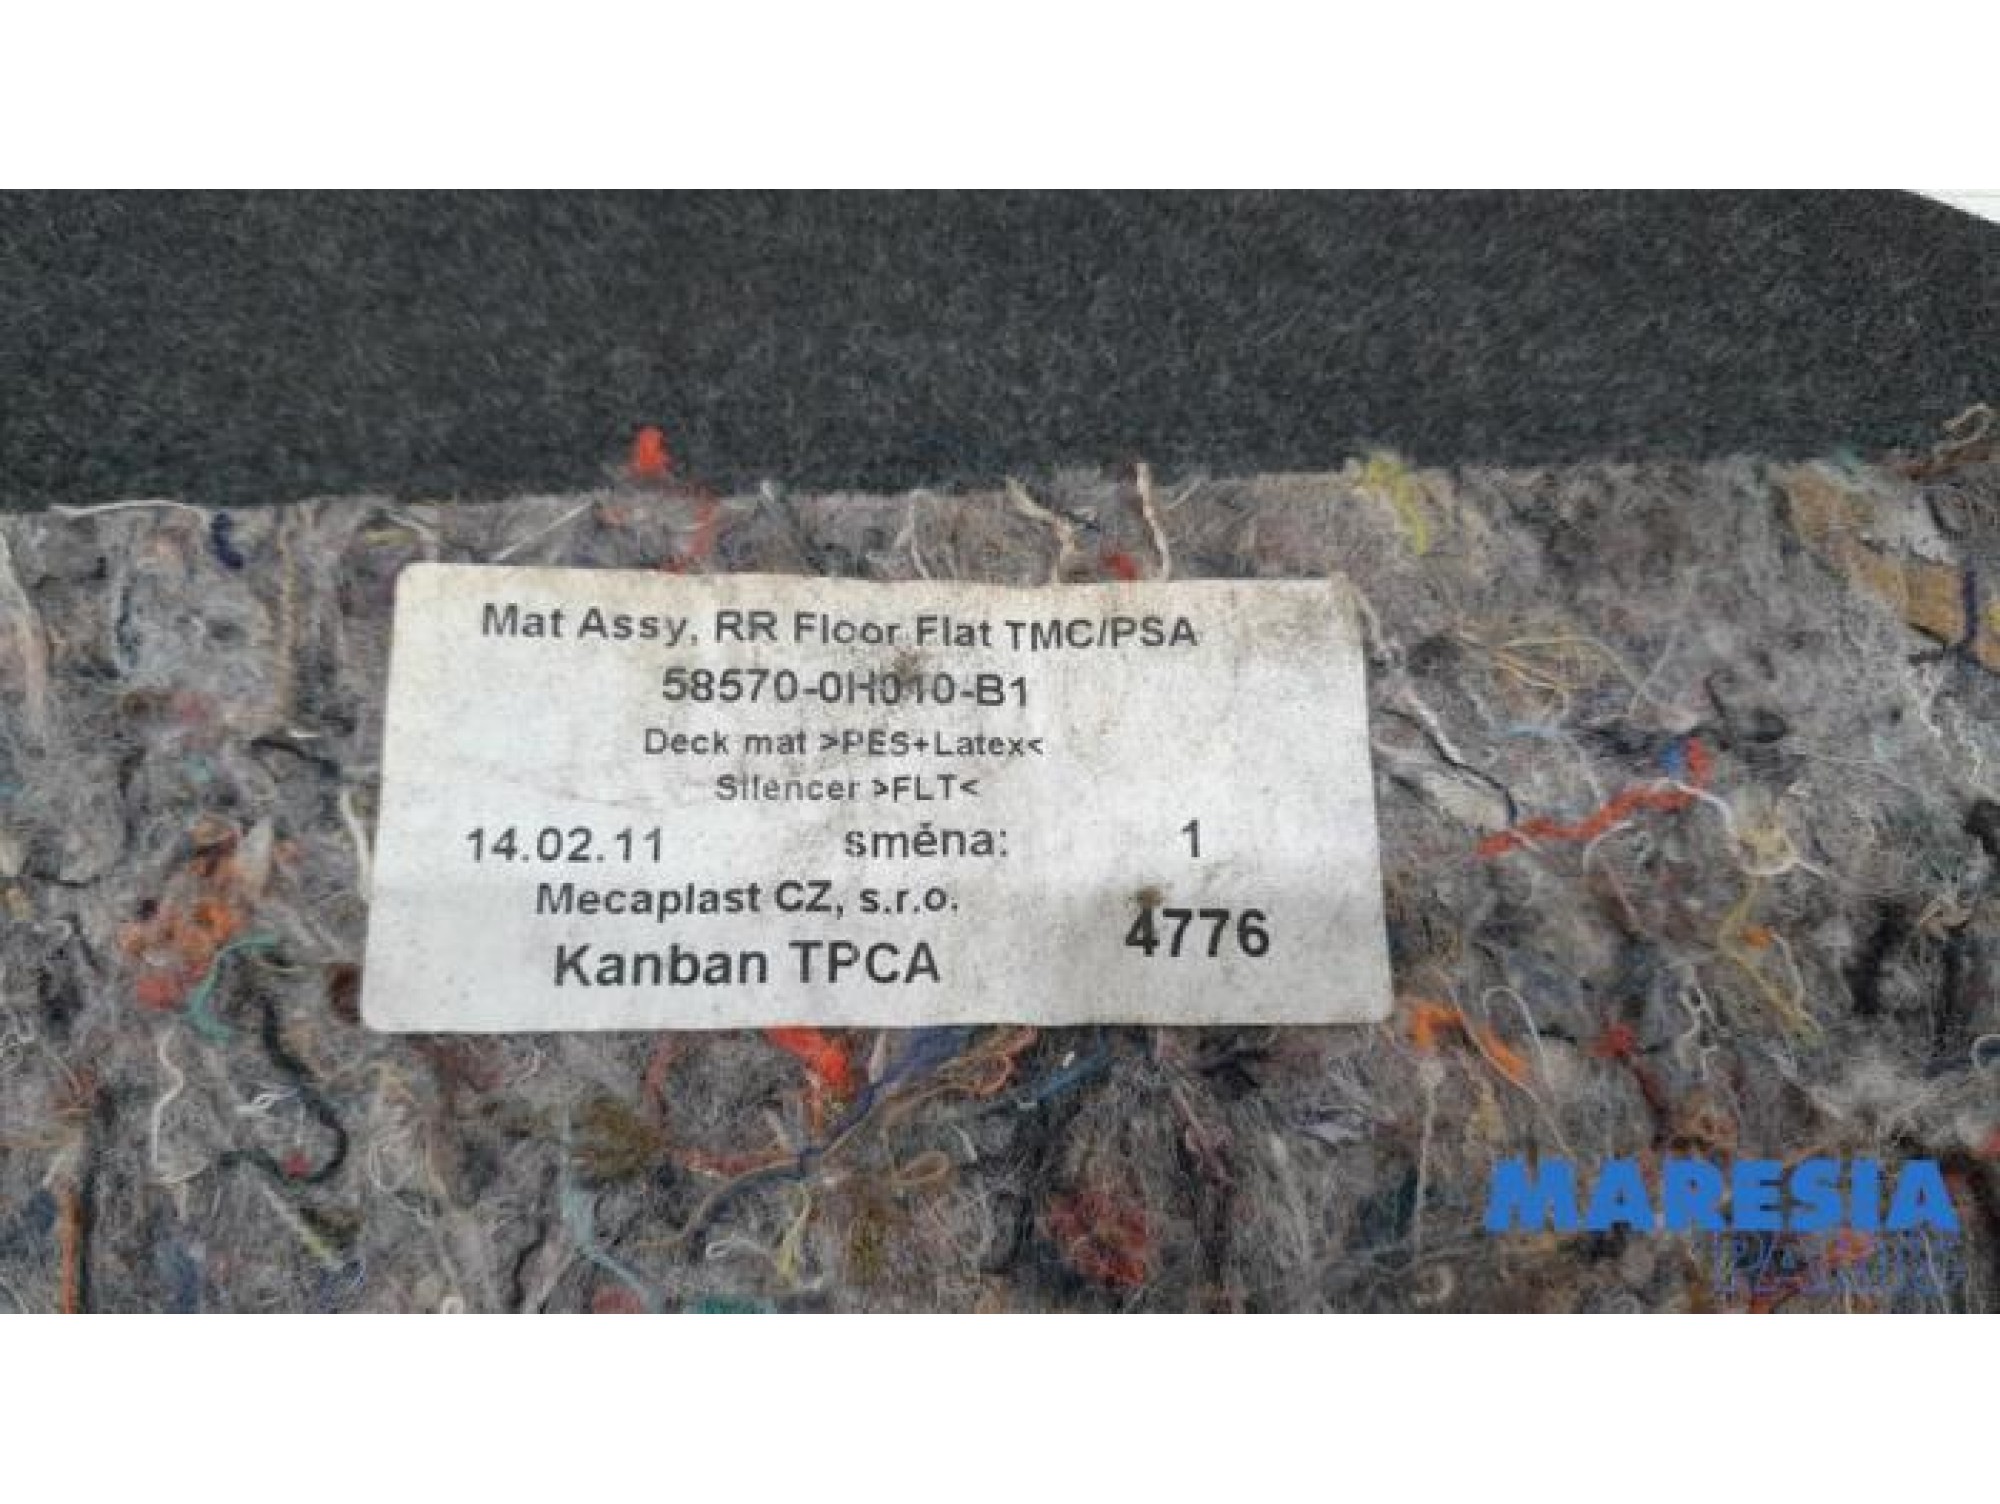 Mat Assy, RR Floor Flat TMC/PSA
58570-0H010-B1
Deck mat >PES+Latex<
Silencer >FLT<
14.02.11 směna: 1
Mecaplast CZ, s.r.o.
Kanban TPCA 4776
MARESIA
PARTS